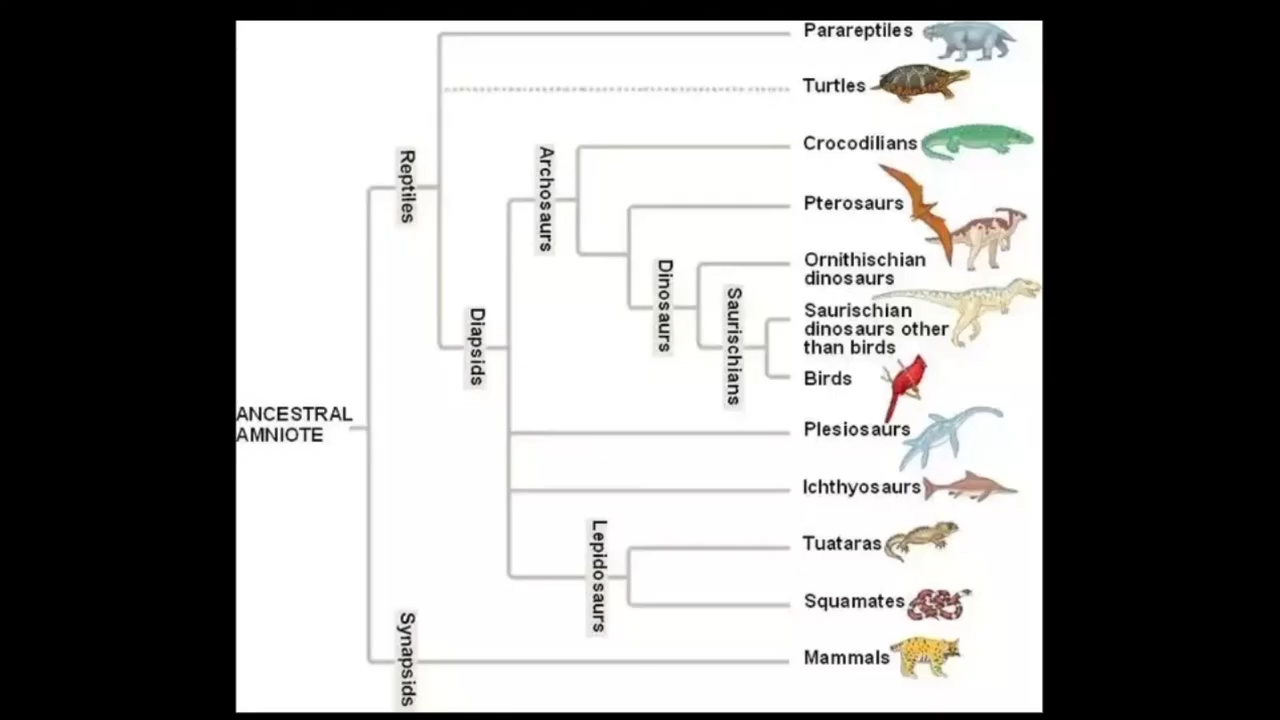 Parareptiles
Turtles
Crocodilians
Archosaurs
Reptiles
Pterosaurs
Ornithischian
dinosaurs
Dinosaurs
Saurischian
dinosaurs other
than birds
Saurischians
Diapsids
Birds
ANCESTRAL
AMNIOTE
Plesiosaurs
Ichthyosaurs
Tuataras
Lepidosaurs
Squamates
Synapsids
Mammals